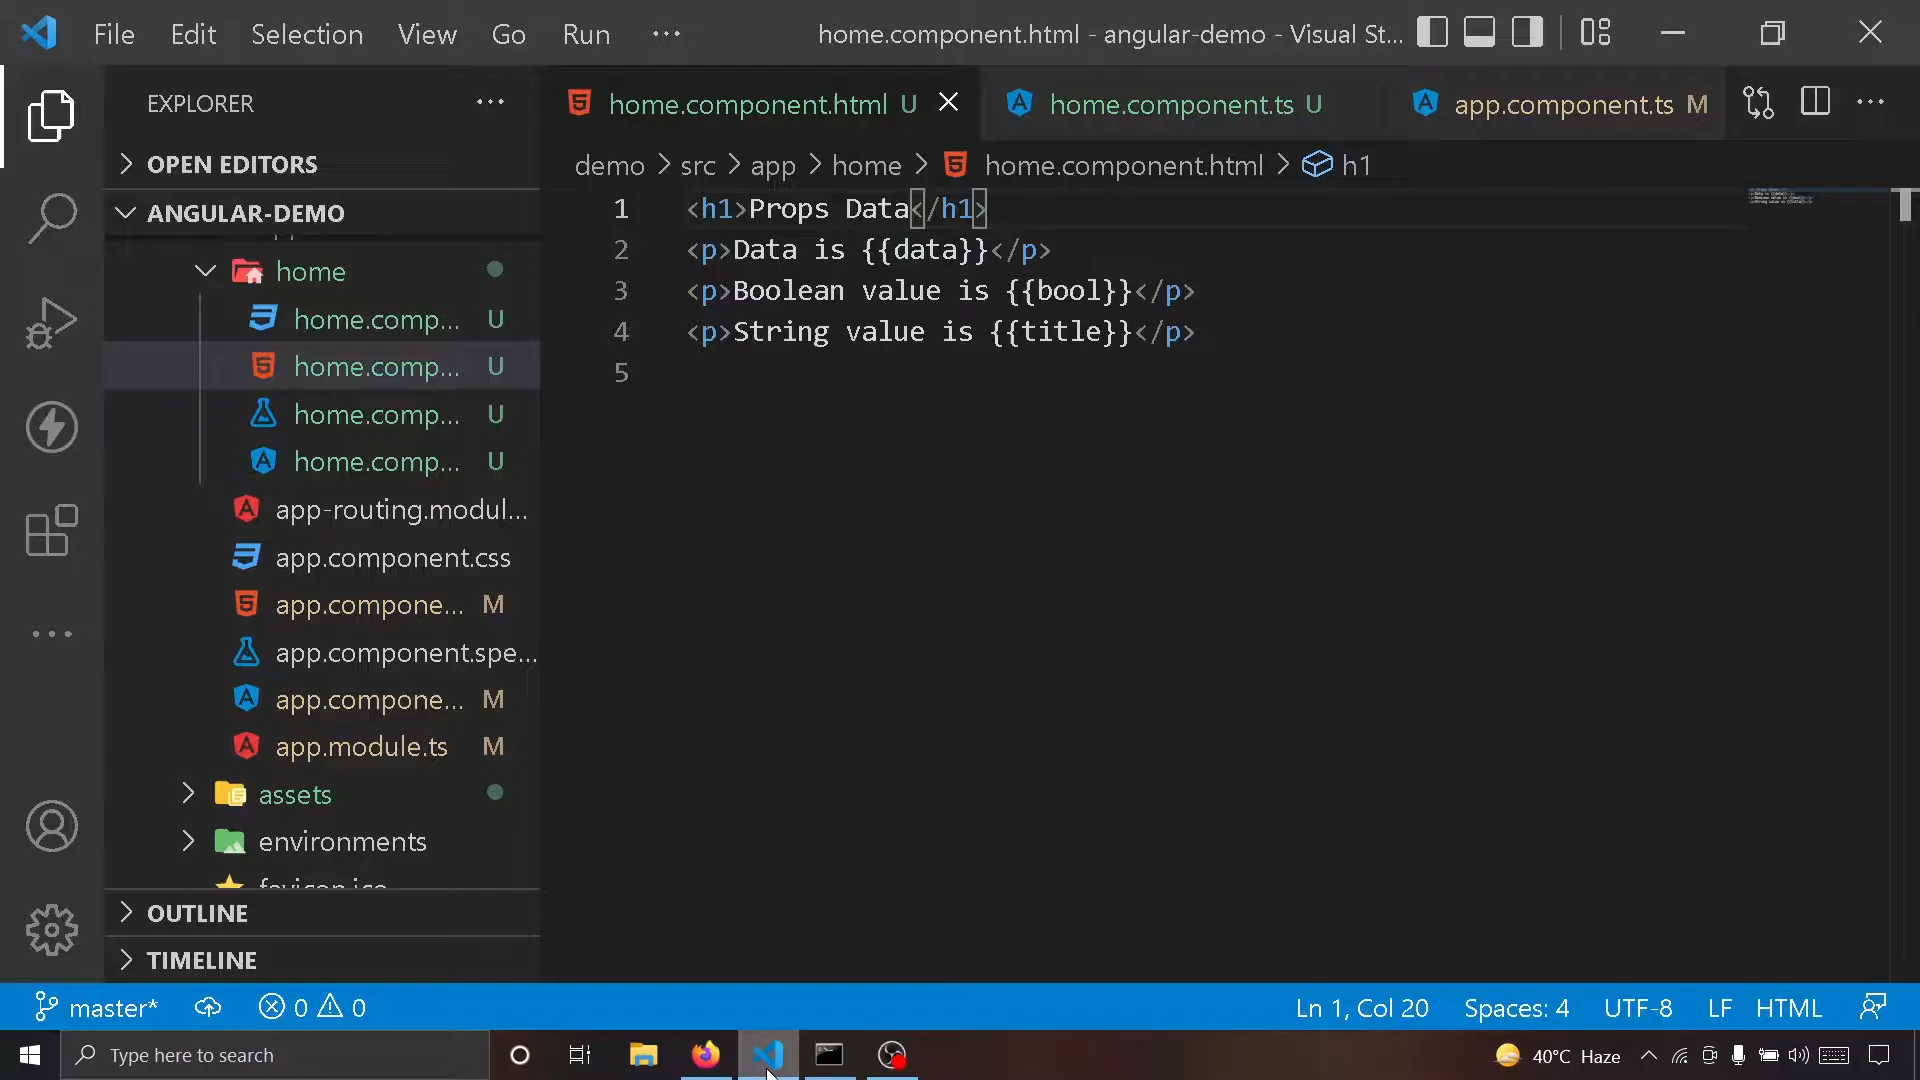 File Edit Selection View Go Run ··· home.component.html - angular-demo - Visual St...
EXPLORER ···
OPEN EDITORS
ANGULAR-DEMO
home
home.comp... U
home.comp... U
home.comp... U
home.comp... U
app-routing.modul...
app.component.css
app.compone... M
app.component.spe...
app.compone... M
app.module.ts M
assets
environments
favicon.ico
OUTLINE
TIMELINE
home.component.html U home.component.ts U app.component.ts M
demo > src > app > home > home.component.html > h1
1 <h1>Props Data</h1>
2 <p>Data is {{data}}</p>
3 <p>Boolean value is {{bool}}</p>
4 <p>String value is {{title}}</p>
5
master* 0 0 Ln 1, Col 20 Spaces: 4 UTF-8 LF HTML
Type here to search 40°C Haze